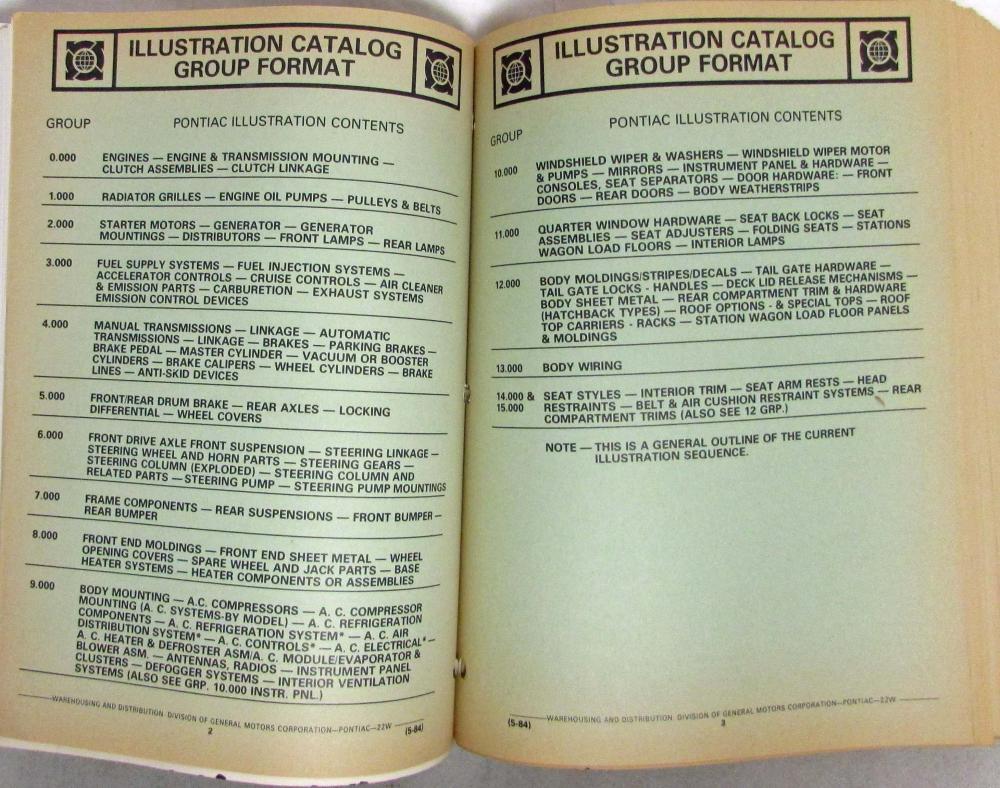 ILLUSTRATION CATALOG
GROUP FORMAT
GROUP PONTIAC ILLUSTRATION CONTENTS
0.000 ENGINES — ENGINE & TRANSMISSION MOUNTING —
CLUTCH ASSEMBLIES — CLUTCH LINKAGE
1.000 RADIATOR GRILLES — ENGINE OIL PUMPS — PULLEYS & BELTS
2.000 STARTER MOTORS — GENERATOR — GENERATOR
MOUNTINGS — DISTRIBUTORS — FRONT LAMPS — REAR LAMPS
3.000 FUEL SUPPLY SYSTEMS — FUEL INJECTION SYSTEMS —
ACCELERATOR CONTROLS — CRUISE CONTROLS — AIR CLEANER
& EMISSION PARTS — CARBURETION — EXHAUST SYSTEMS
EMISSION CONTROL DEVICES
4.000 MANUAL TRANSMISSIONS — LINKAGE — AUTOMATIC
TRANSMISSIONS — LINKAGE — BRAKES — PARKING BRAKES —
BRAKE PEDAL — MASTER CYLINDER — VACUUM OR BOOSTER
CYLINDERS — BRAKE CALIPERS — WHEEL CYLINDERS — BRAKE
LINES — ANTI-SKID DEVICES
5.000 FRONT/REAR DRUM BRAKE — REAR AXLES — LOCKING
DIFFERENTIAL — WHEEL COVERS
6.000 FRONT DRIVE AXLE FRONT SUSPENSION — STEERING LINKAGE —
STEERING WHEEL AND HORN PARTS — STEERING GEARS —
STEERING COLUMN (EXPLODED) — STEERING COLUMN AND
RELATED PARTS — STEERING PUMP — STEERING PUMP MOUNTINGS
7.000 FRAME COMPONENTS — REAR SUSPENSIONS — FRONT BUMPER —
REAR BUMPER
8.000 FRONT END MOLDINGS — FRONT END SHEET METAL — WHEEL
OPENING COVERS — SPARE WHEEL AND JACK PARTS — BASE
HEATER SYSTEMS — HEATER COMPONENTS OR ASSEMBLIES
9.000 BODY MOUNTING — A.C. COMPRESSORS — A. C. COMPRESSOR
MOUNTING (A. C. SYSTEMS-BY MODEL) — A. C. REFRIGERATION
COMPONENTS — A. C. REFRIGERATION SYSTEM* — A. C. AIR
DISTRIBUTION SYSTEM* — A. C. CONTROLS* — A. C. ELECTRICAL* —
A. C. HEATER & DEFROSTER ASM/A. C. MODULE/EVAPORATOR &
BLOWER ASM. — ANTENNAS, RADIOS — INSTRUMENT PANEL
CLUSTERS — DEFOGGER SYSTEMS — INTERIOR VENTILATION
SYSTEMS (ALSO SEE GRP. 10.000 INSTR. PNL.)
WAREHOUSING AND DISTRIBUTION DIVISION OF GENERAL MOTORS CORPORATION—PONTIAC—22W (5-84)
2
ILLUSTRATION CATALOG
GROUP FORMAT
GROUP PONTIAC ILLUSTRATION CONTENTS
10.000 WINDSHIELD WIPER & WASHERS — WINDSHIELD WIPER MOTOR
& PUMPS — MIRRORS — INSTRUMENT PANEL & HARDWARE —
CONSOLES, SEAT SEPARATORS — DOOR HARDWARE: — FRONT
DOORS — REAR DOORS — BODY WEATHERSTRIPS
11.000 QUARTER WINDOW HARDWARE — SEAT BACK LOCKS — SEAT
ASSEMBLIES — SEAT ADJUSTERS — FOLDING SEATS — STATIONS
WAGON LOAD FLOORS — INTERIOR LAMPS
12.000 BODY MOLDINGS/STRIPES/DECALS — TAIL GATE HARDWARE —
TAIL GATE LOCKS - HANDLES — DECK LID RELEASE MECHANISMS —
BODY SHEET METAL — REAR COMPARTMENT TRIM & HARDWARE
(HATCHBACK TYPES) — ROOF OPTIONS - & SPECIAL TOPS — ROOF
TOP CARRIERS - RACKS — STATION WAGON LOAD FLOOR PANELS
& MOLDINGS
13.000 BODY WIRING
14.000 & SEAT STYLES — INTERIOR TRIM — SEAT ARM RESTS — HEAD
15.000 RESTRAINTS — BELT & AIR CUSHION RESTRAINT SYSTEMS — REAR
COMPARTMENT TRIMS (ALSO SEE 12 GRP.)
NOTE — THIS IS A GENERAL OUTLINE OF THE CURRENT
ILLUSTRATION SEQUENCE.
(5-84) WAREHOUSING AND DISTRIBUTION DIVISION OF GENERAL MOTORS CORPORATION—PONTIAC—22W
3